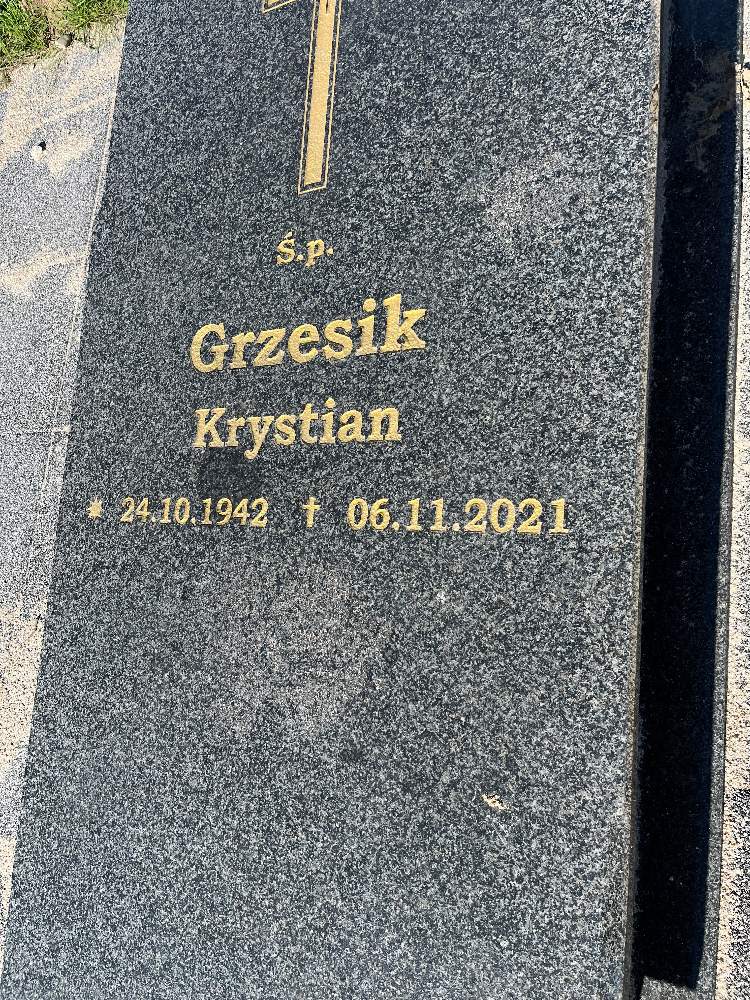 Ś.p.
Grzesik
Krystian
* 24.10.1942 † 06.11.2021